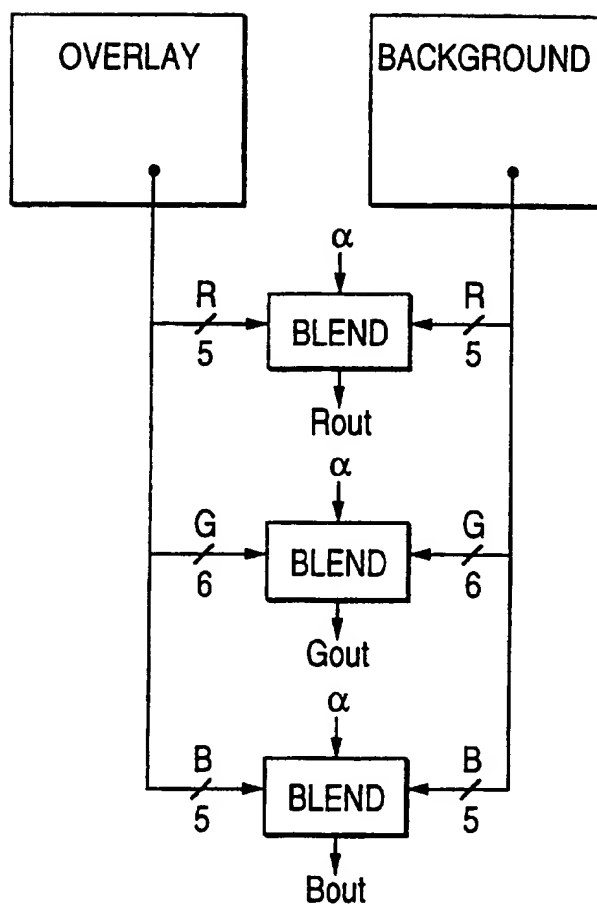 OVERLAY BACKGROUND
α
R R
BLEND
5 5
Rout
α
G G
BLEND
6 6
Gout
α
B B
BLEND
5 5
Bout